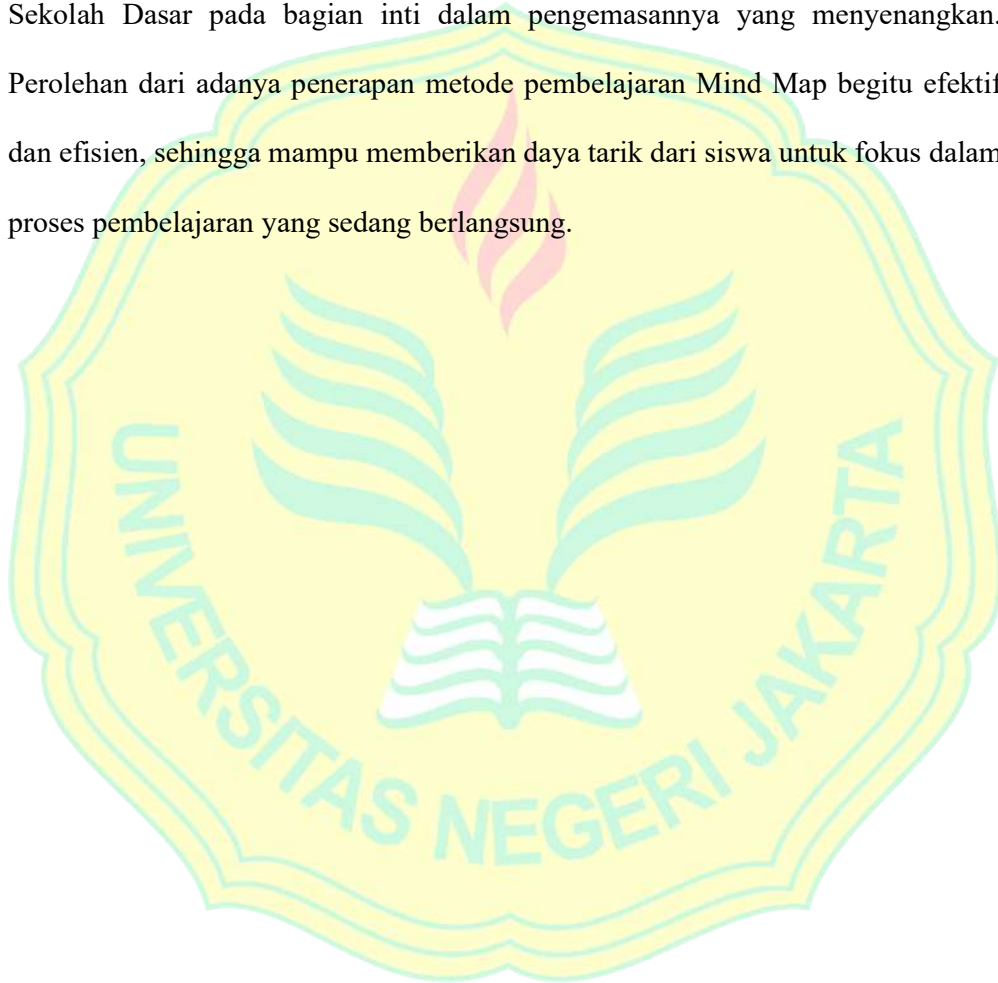 Sekolah Dasar pada bagian inti dalam pengemasannya yang menyenangkan.
Perolehan dari adanya penerapan metode pembelajaran Mind Map begitu efektif
dan efisien, sehingga mampu memberikan daya tarik dari siswa untuk fokus dalam
proses pembelajaran yang sedang berlangsung.
UNIVERSITAS NEGERI JAKARTA